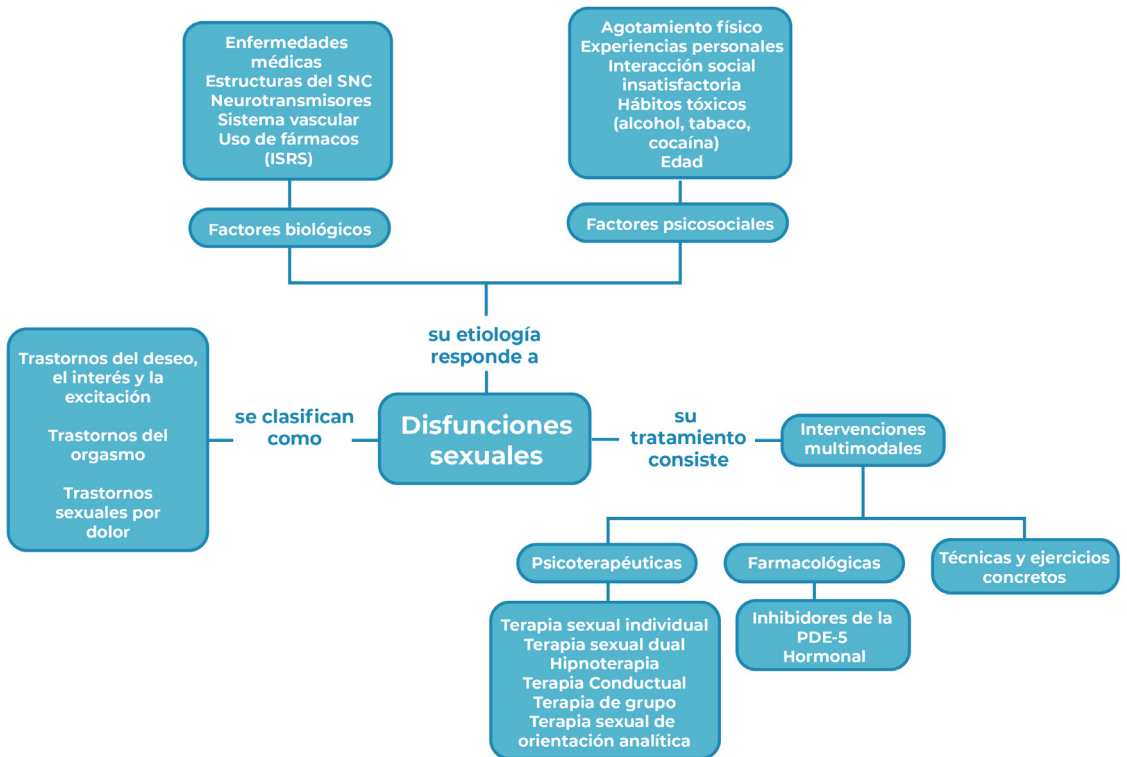 Enfermedades
médicas
Estructuras del SNC
Neurotransmisores
Sistema vascular
Uso de fármacos
(ISRS)
Agotamiento físico
Experiencias personales
Interacción social
insatisfactoria
Hábitos tóxicos
(alcohol, tabaco,
cocaína)
Edad
Factores biológicos
Factores psicosociales
su etiología
responde a
Trastornos del deseo,
el interés y la
excitación
Trastornos del
orgasmo
Trastornos
sexuales por
dolor
se clasifican
como
Disfunciones
sexuales
su
tratamiento
consiste
Intervenciones
multimodales
Psicoterapéuticas
Farmacológicas
Técnicas y ejercicios
concretos
Terapia sexual individual
Terapia sexual dual
Hipnoterapia
Terapia Conductual
Terapia de grupo
Terapia sexual de
orientación analítica
Inhibidores de la
PDE-5
Hormonal